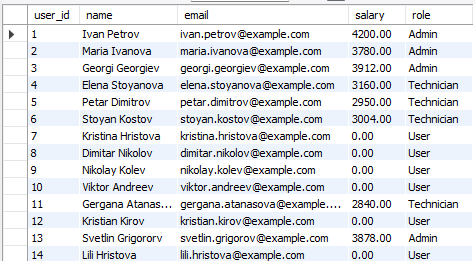 user_id name email salary role
1 Ivan Petrov ivan.petrov@example.com 4200.00 Admin
2 Maria Ivanova maria.ivanova@example.com 3780.00 Admin
3 Georgi Georgiev georgi.georgiev@example.com 3912.00 Admin
4 Elena Stoyanova elena.stoyanova@example.com 3160.00 Technician
5 Petar Dimitrov petar.dimitrov@example.com 2950.00 Technician
6 Stoyan Kostov stoyan.kostov@example.com 3004.00 Technician
7 Kristina Hristova kristina.hristova@example.com 0.00 User
8 Dimitar Nikolov dimitar.nikolov@example.com 0.00 User
9 Nikolay Kolev nikolay.kolev@example.com 0.00 User
10 Viktor Andreev viktor.andreev@example.com 0.00 User
11 Gergana Atanas... gergana.atanasova@example.co... 2840.00 Technician
12 Kristian Kirov kristian.kirov@example.com 0.00 User
13 Svetlin Grigororv svetlin.grigorov@example.com 3878.00 Admin
14 Lili Hristova lili.hristova@example.com 0.00 User